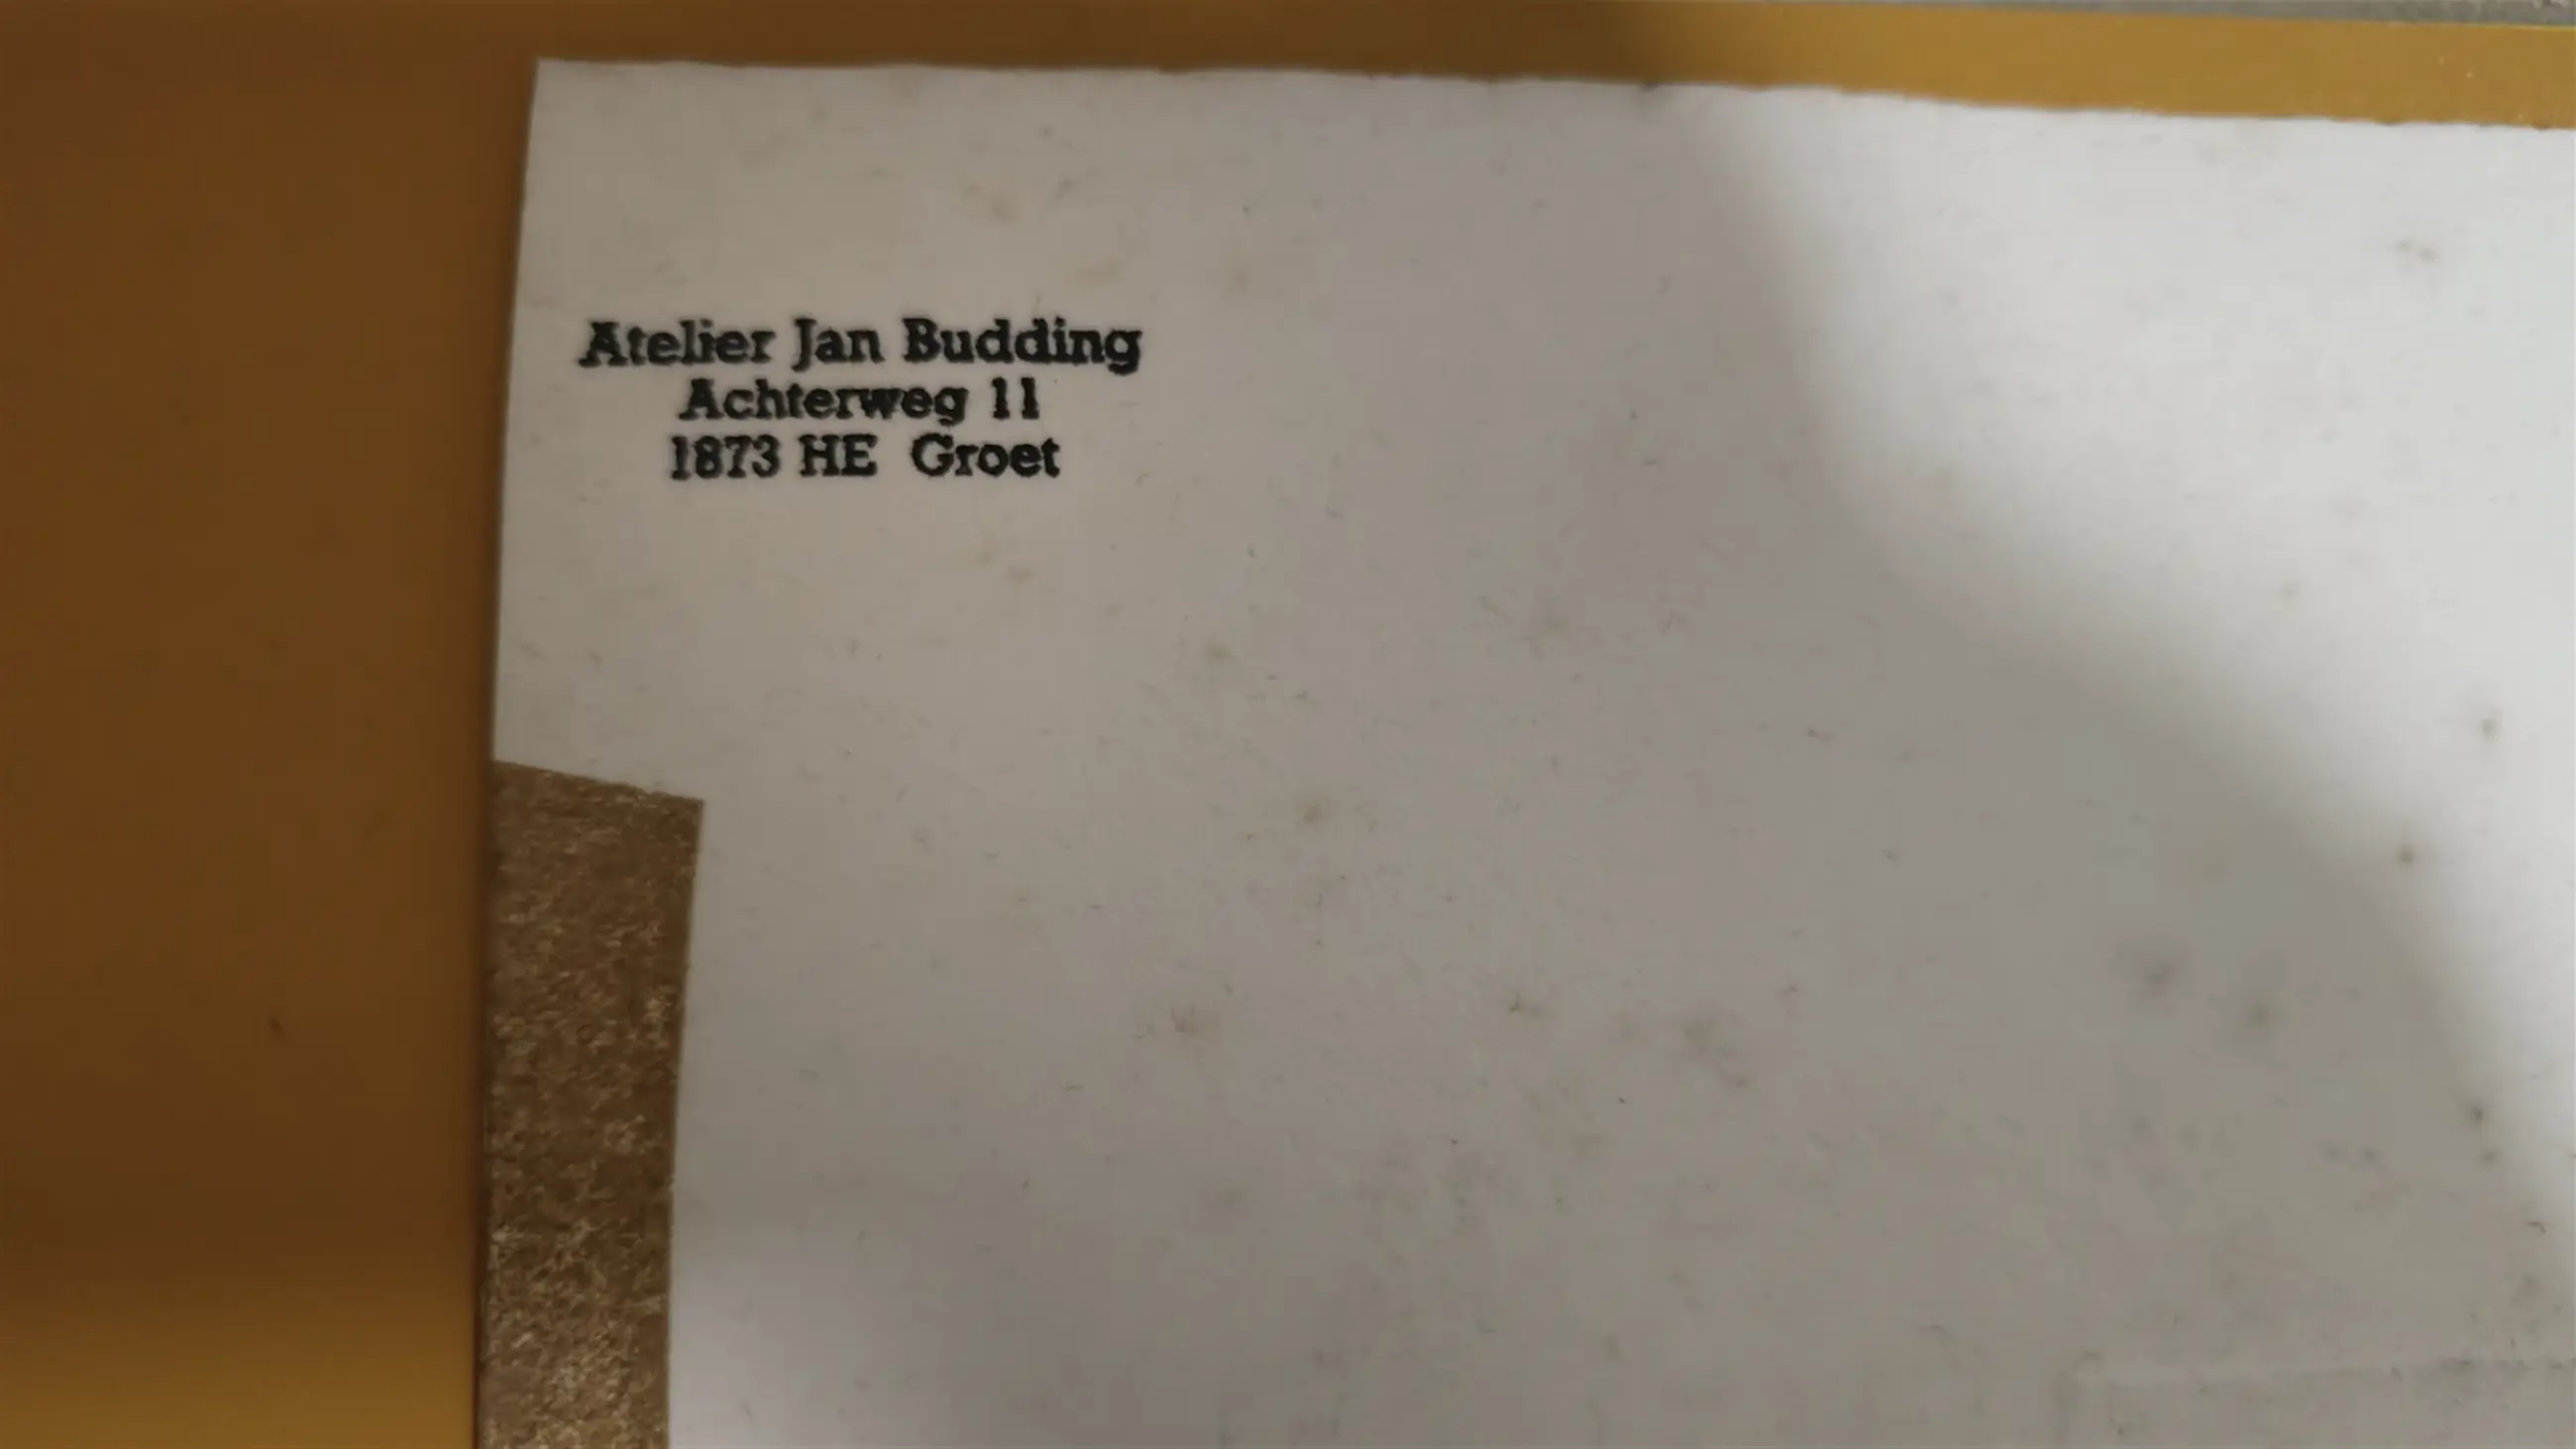 Atelier Jan Budding
Achterweg 11
1873 HE Groet